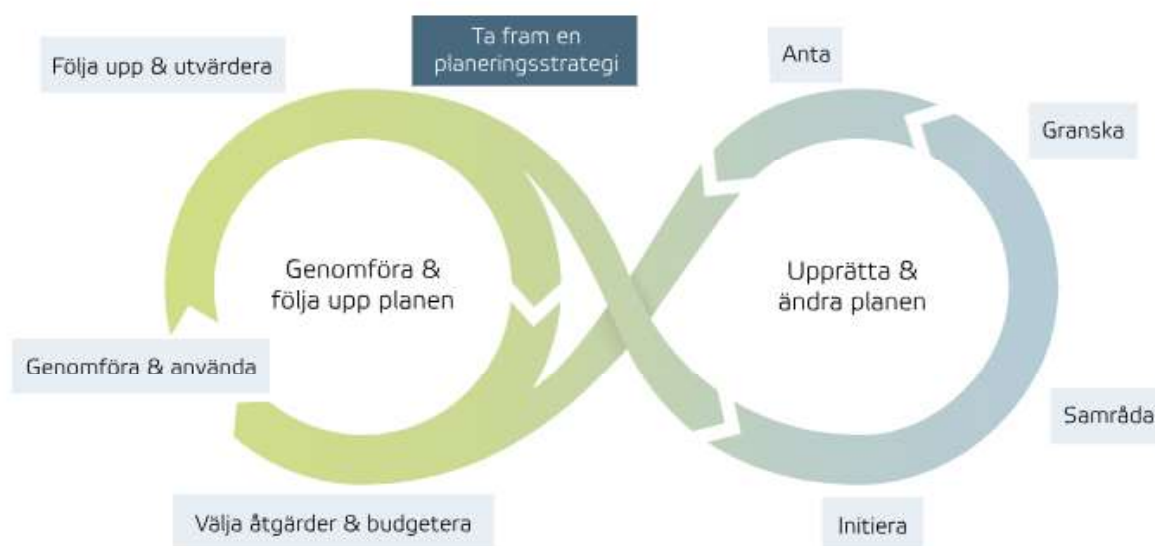 Ta fram en
planeringsstrategi
Följa upp & utvärdera
Anta
Granska
Genomföra &
följa upp planen
Upprätta &
ändra planen
Genomföra & använda
Samråda
Välja åtgärder & budgetera
Initiera